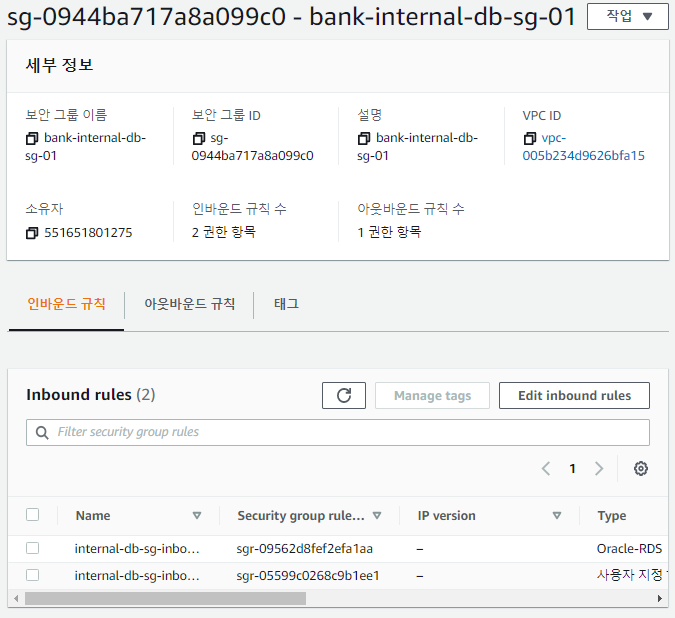 sg-0944ba717a8a099c0 - bank-internal-db-sg-01 작업
세부 정보
보안 그룹 이름 보안 그룹 ID 설명 VPC ID
bank-internal-db- sg- bank-internal-db- vpc-
sg-01 0944ba717a8a099c0 sg-01 005b234d9626bfa15
소유자 인바운드 규칙 수 아웃바운드 규칙 수
551651801275 2 권한 항목 1 권한 항목
인바운드 규칙 아웃바운드 규칙 태그
Inbound rules (2) Manage tags Edit inbound rules
Filter security group rules
1
Name Security group rule... IP version Type
internal-db-sg-inbo... sgr-09562d8fef2efa1aa – Oracle-RDS
internal-db-sg-inbo... sgr-05599c0268c9b1ee1 – 사용자 지정